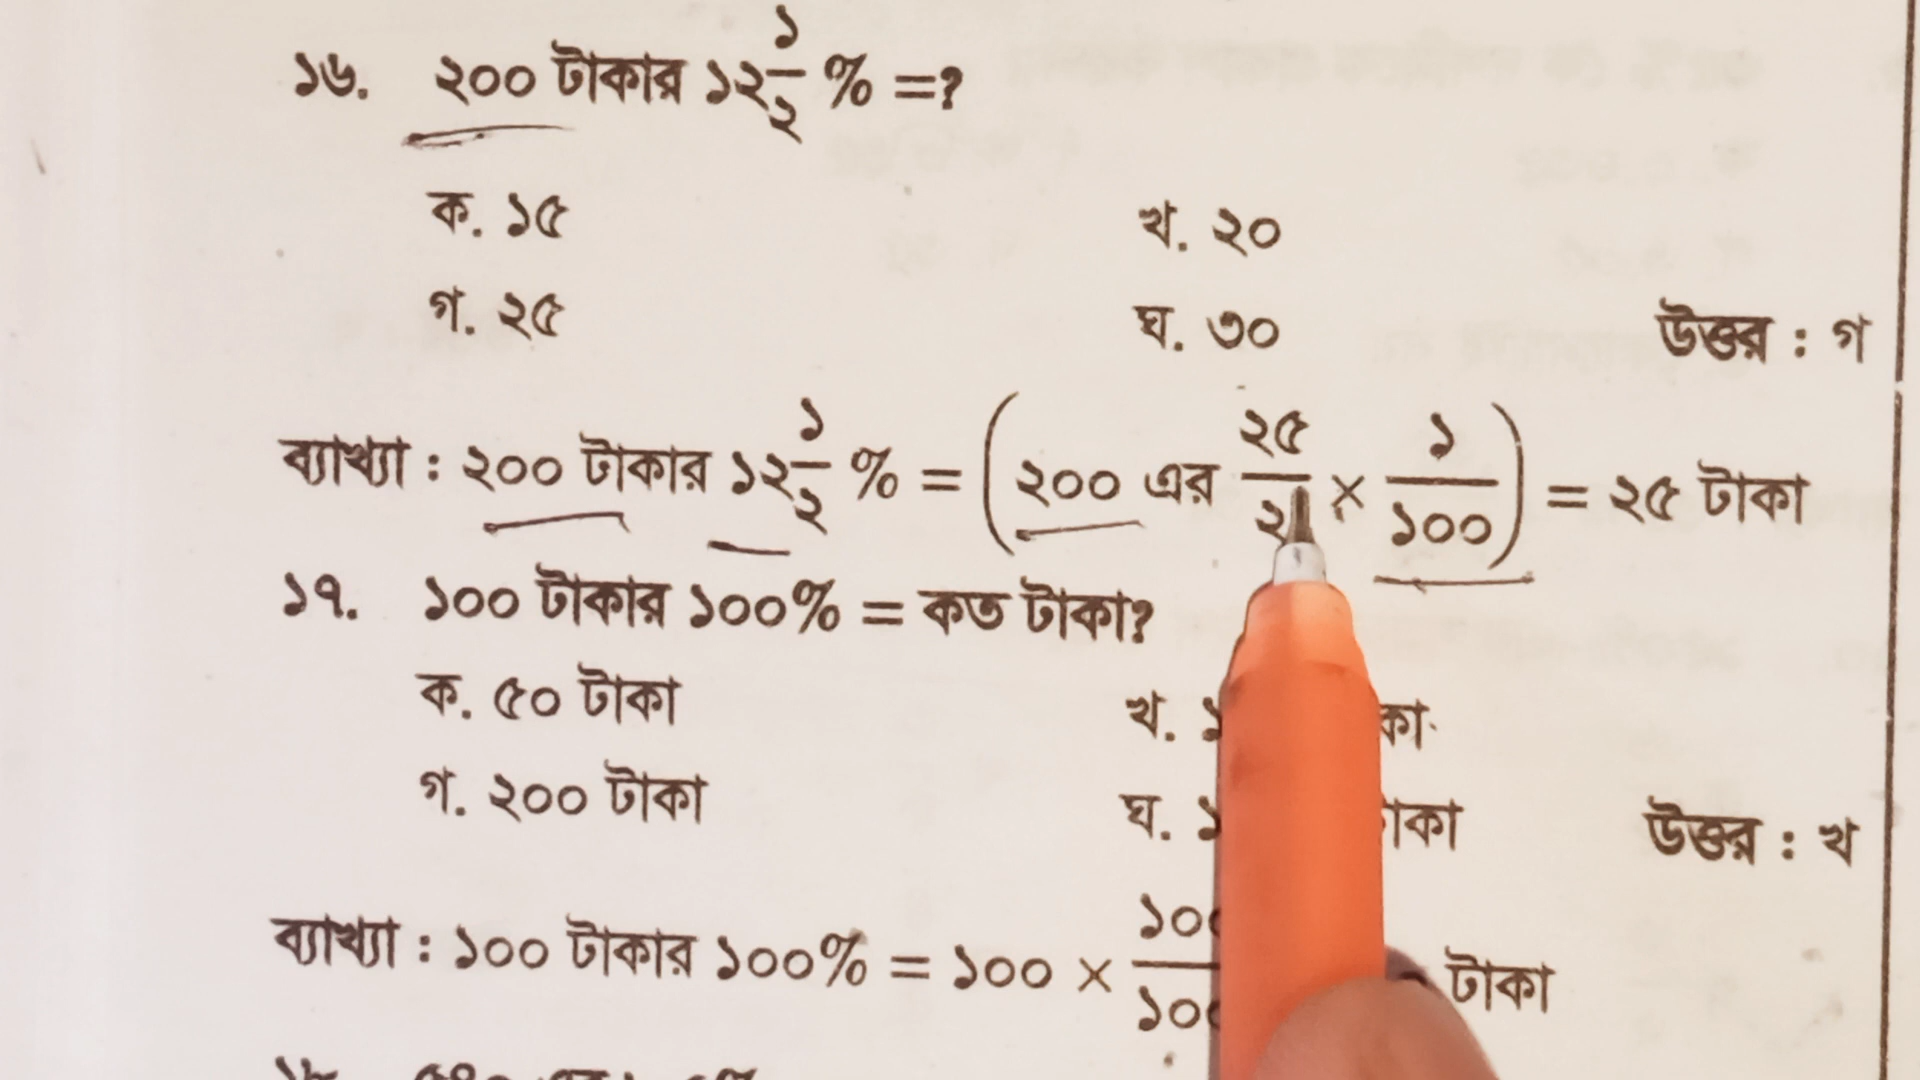 ১৬. ২০০ টাকার ১২ ১/২ % =?
ক. ১৫ খ. ২০
গ. ২৫ ঘ. ৩০ উত্তর : গ
ব্যাখ্যা : ২০০ টাকার ১২ ১/২ % = (২০০ এর ২৫/২ × ১/১০০) = ২৫ টাকা
১৭. ১০০ টাকার ১০০% = কত টাকা?
ক. ৫০ টাকা খ.
গ. ২০০ টাকা ঘ. উত্তর : খ
ব্যাখ্যা : ১০০ টাকার ১০০% = ১০০ × টাকা